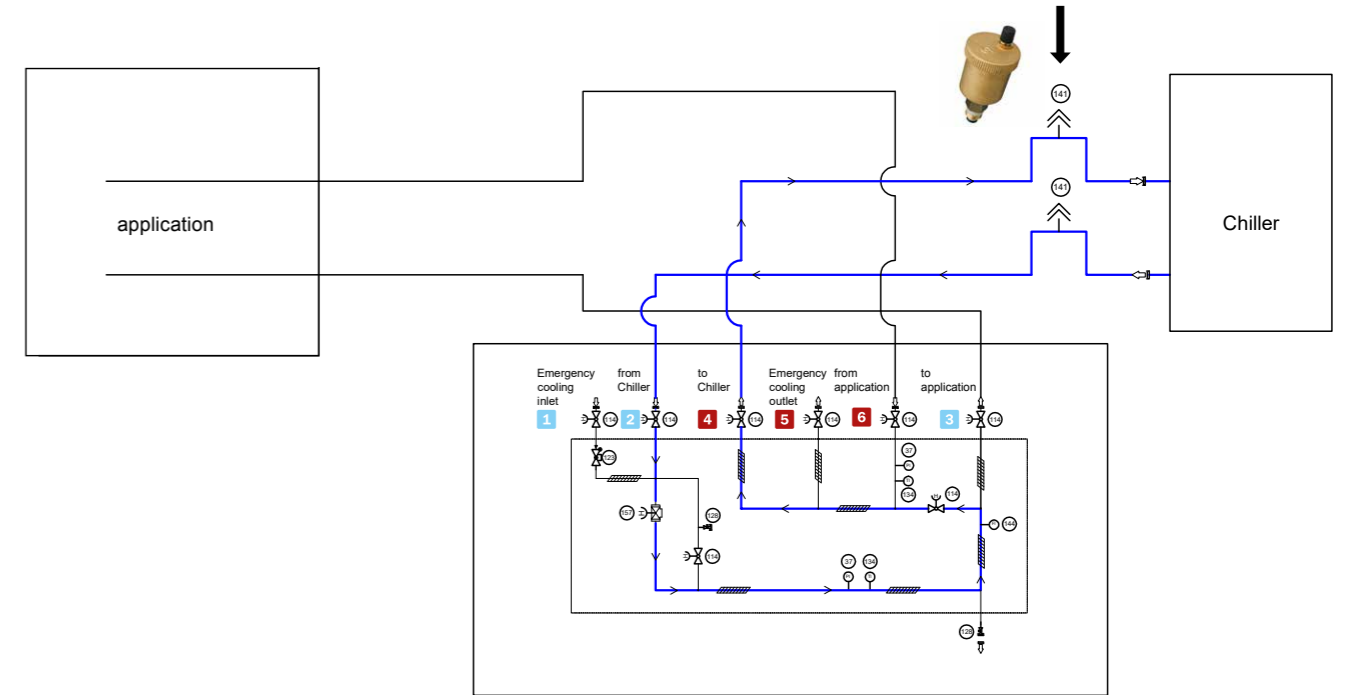 141
141
application
Chiller
Emergency
cooling
inlet
from
Chiller
to
Chiller
Emergency
cooling
outlet
from
application
to
application
1
2
4
5
6
3
114
114
114
114
114
114
123
37
134
114
157
128
144
114
37
134
128